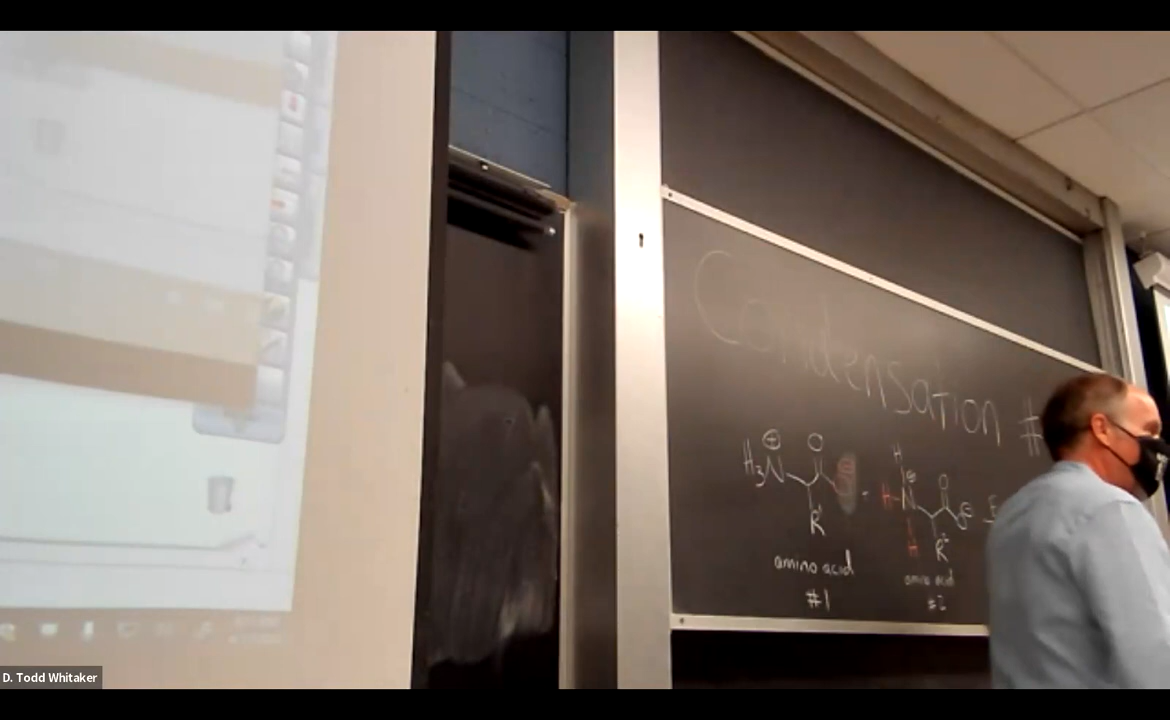 Condensation #
H₃N ⊕ O R¹
H H N ⊕ H O O ⊖ R²
amino acid
#1
amino acid
#2
D. Todd Whitaker